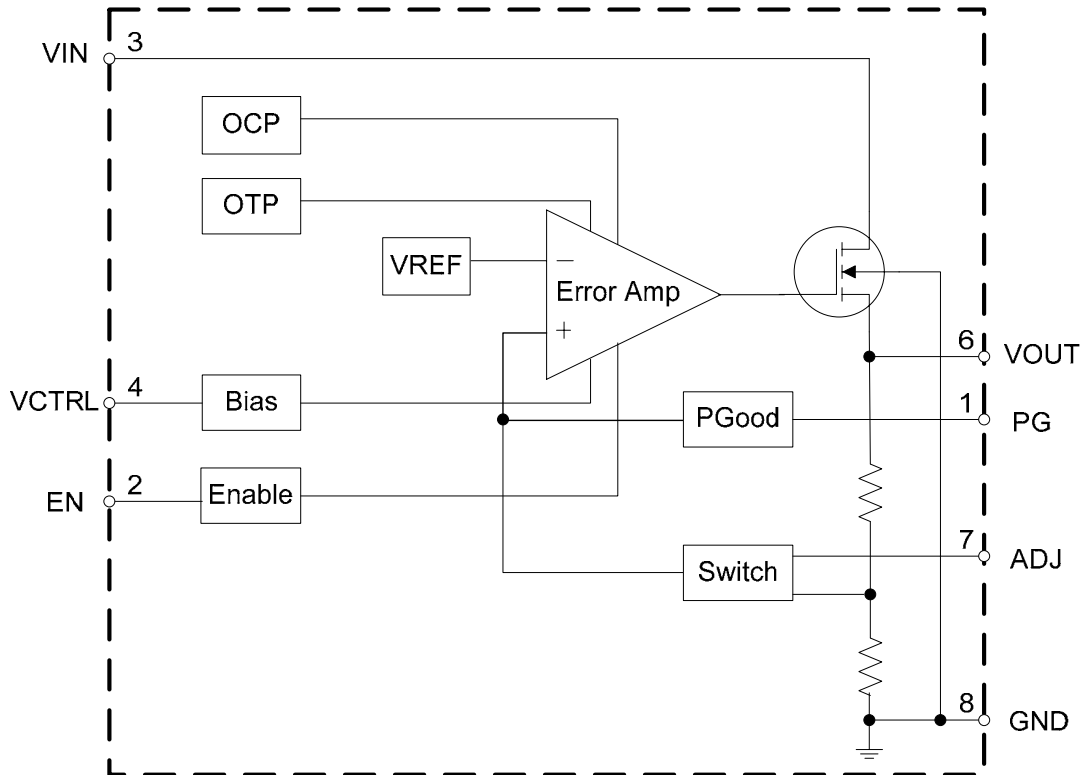 VIN
3
OCP
OTP
VREF
−
Error Amp
+
6
VOUT
VCTRL
4
Bias
1
PG
PGood
EN
2
Enable
7
ADJ
Switch
8
GND